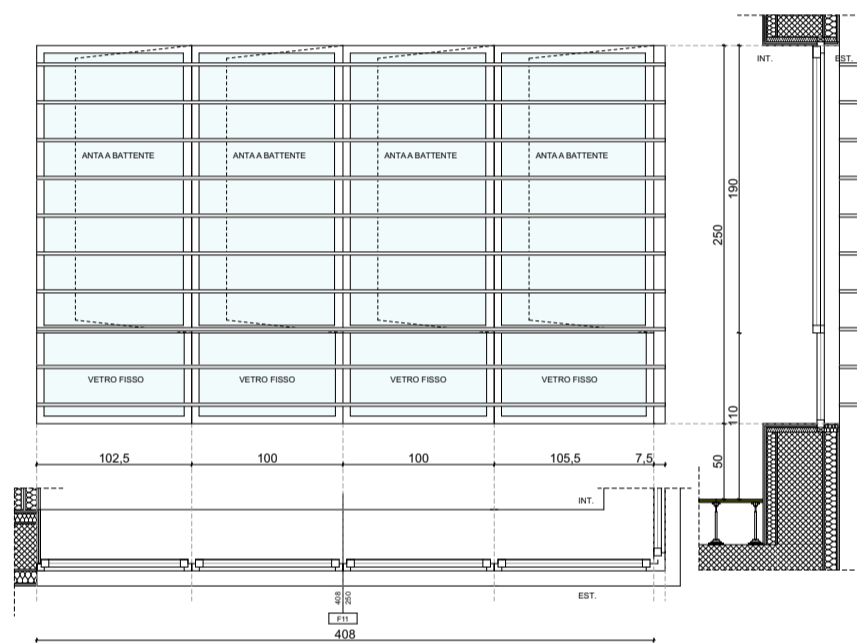 INT.
EST.
ANTA A BATTENTE
ANTA A BATTENTE
ANTA A BATTENTE
ANTA A BATTENTE
190
250
VETRO FISSO
VETRO FISSO
VETRO FISSO
VETRO FISSO
110
50
102,5
100
100
105,5
7,5
INT.
EST.
408
250
F11
408